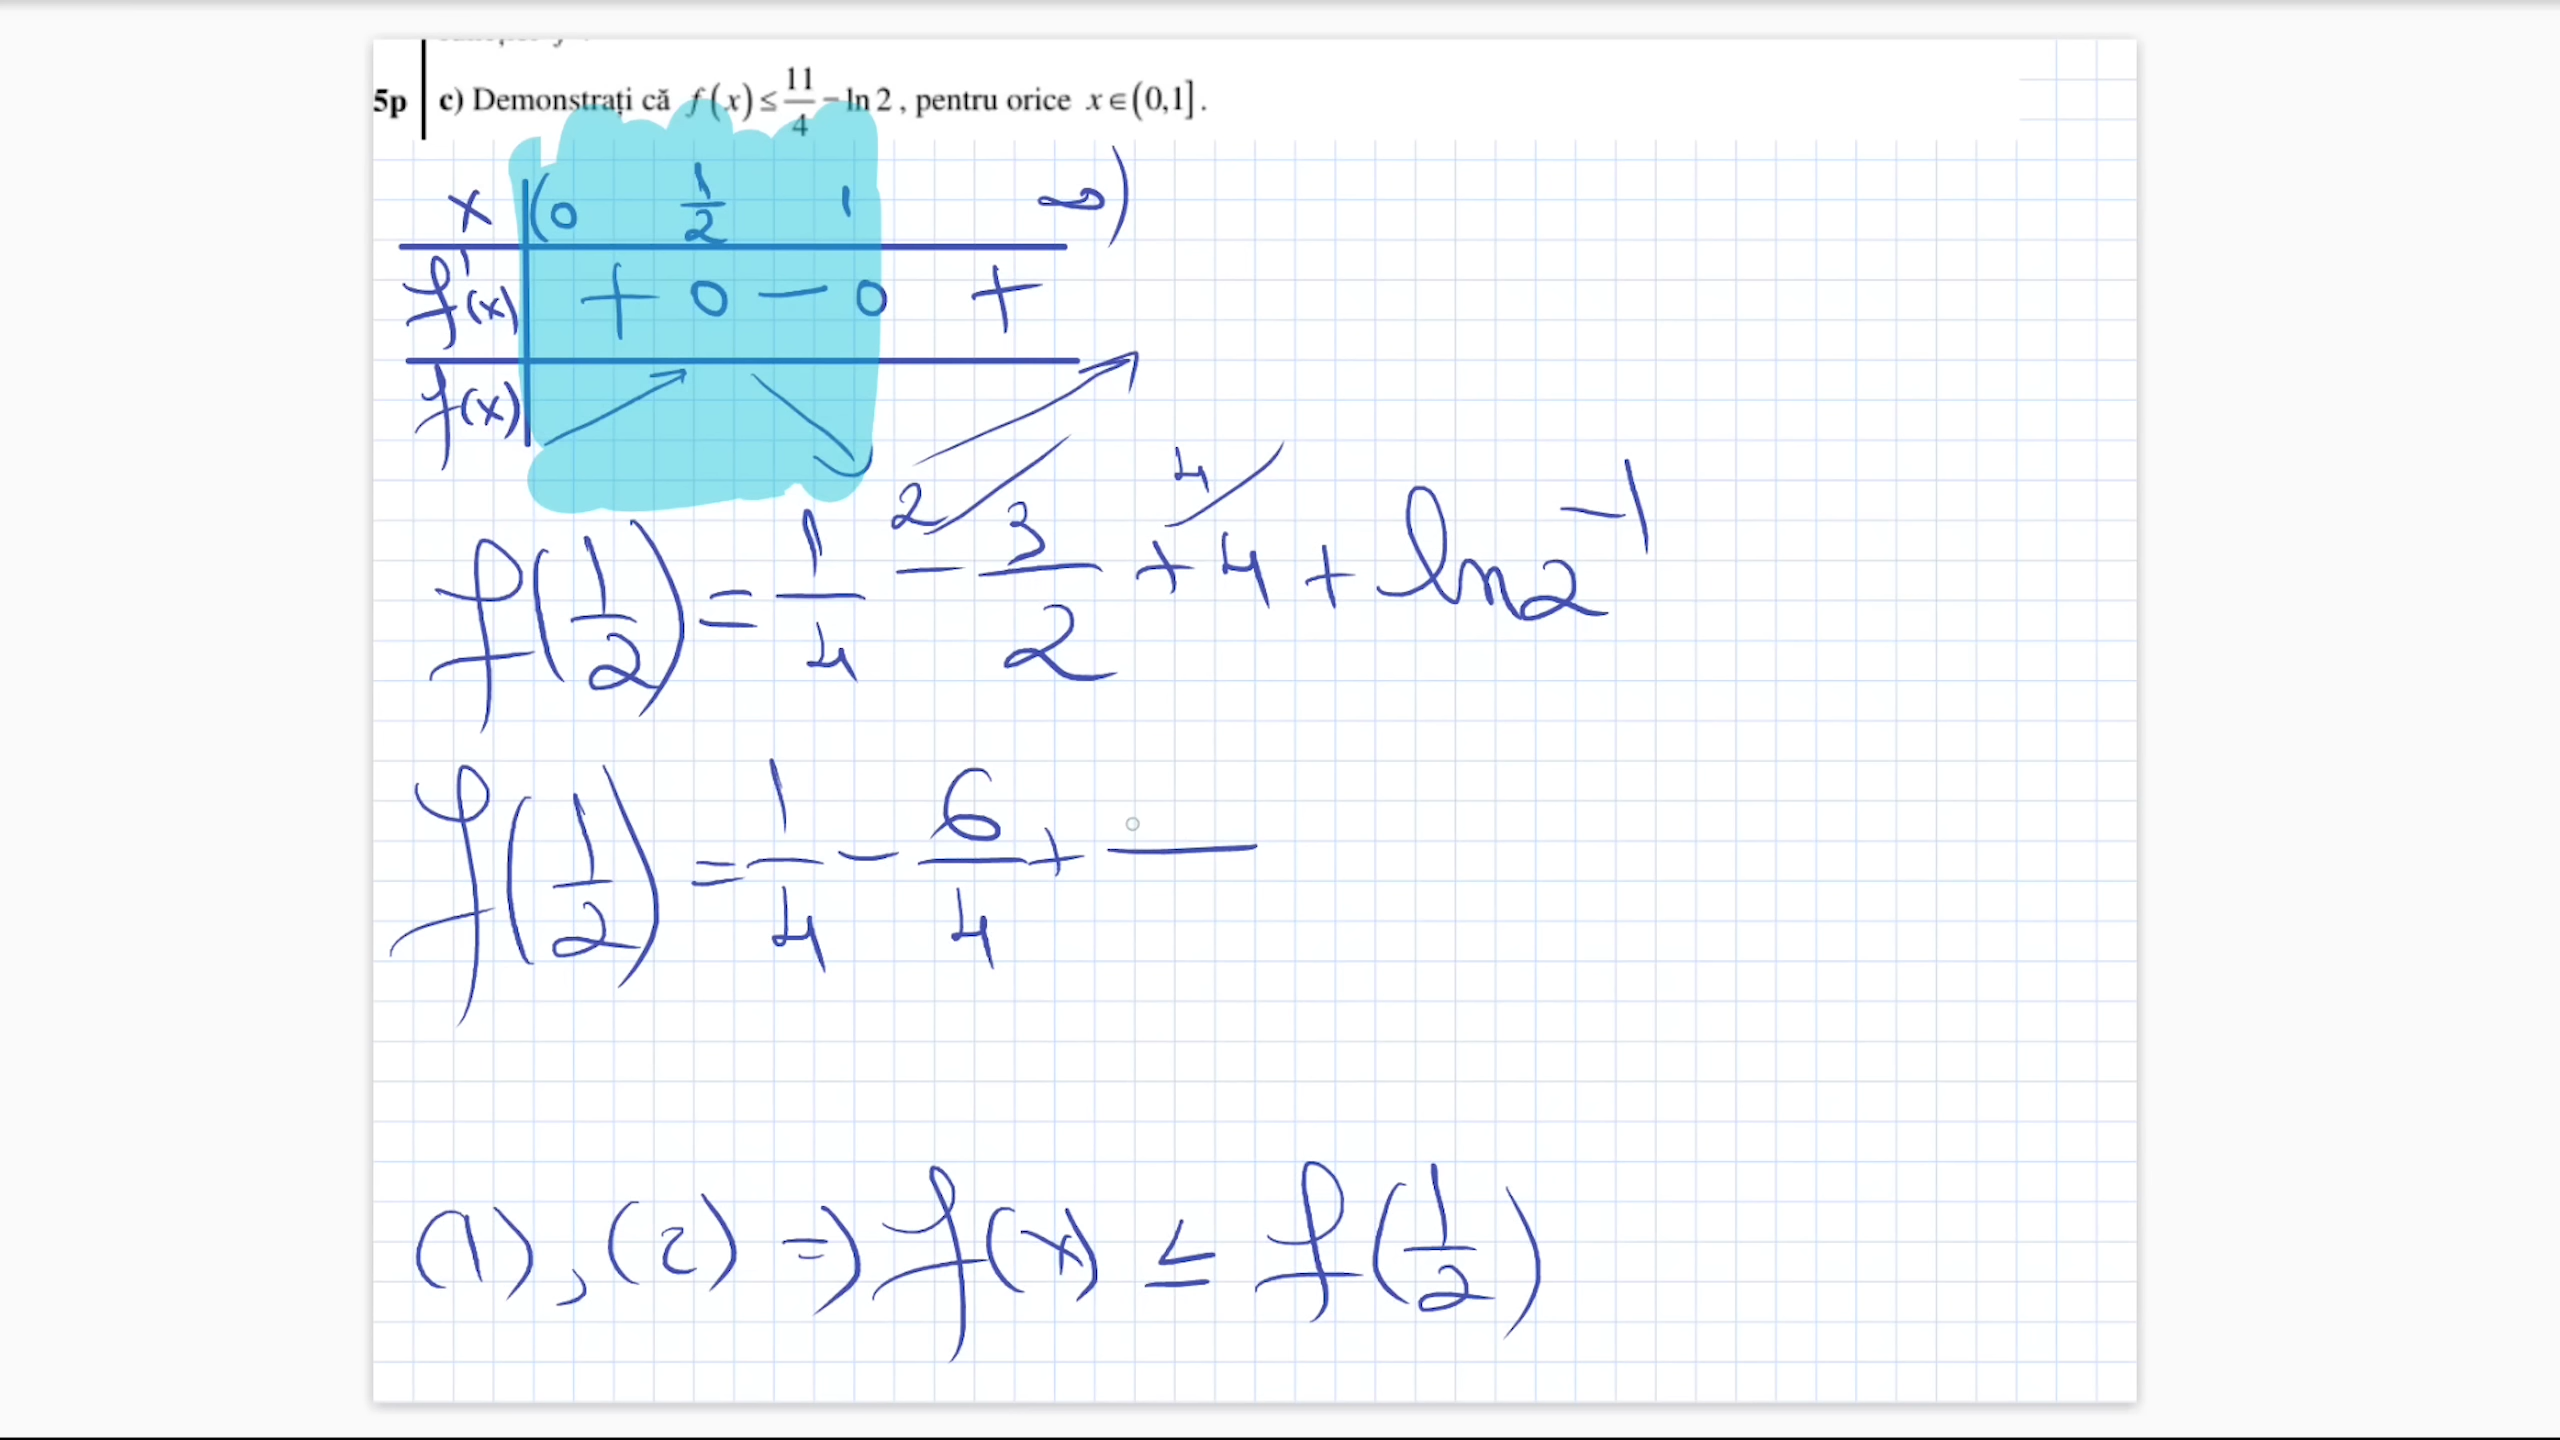 5p c) Demonstrați că f(x) ≤ 11/4 − ln 2, pentru orice x ∈ (0,1].
x | (0 1/2 1 ∞)
f'(x) | + 0 − 0 +
f(x) |
2 4
f(1/2) = 1/4 − 3/2 + 4 + ln 2^-1
f(1/2) = 1/4 − 6/4 +
(1), (2) => f(x) ≤ f(1/2)